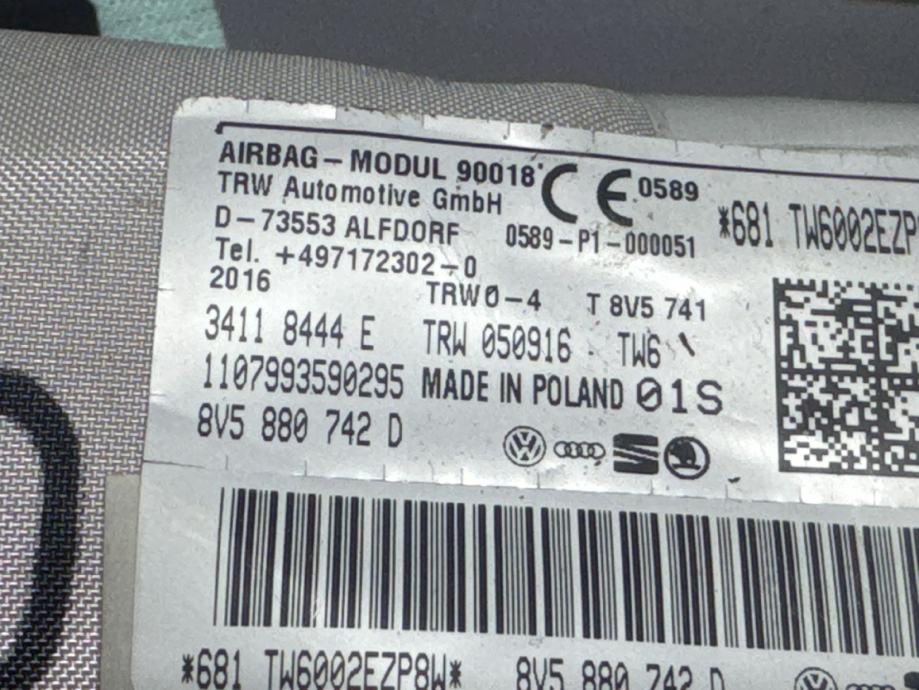 AIRBAG – MODUL 90018
CE 0589
TRW Automotive GmbH
D – 73553 ALFDORF
0589 – P1 – 000051
*681 TW6002EZP
Tel. +497172302 – 0
2016
TRW0 – 4 T 8V5 741
3411 8444 E TRW 050916 TW6
1107993590295 MADE IN POLAND 01S
8V5 880 742 D
*681 TW6002EZP8W* 8V5 880 742 D